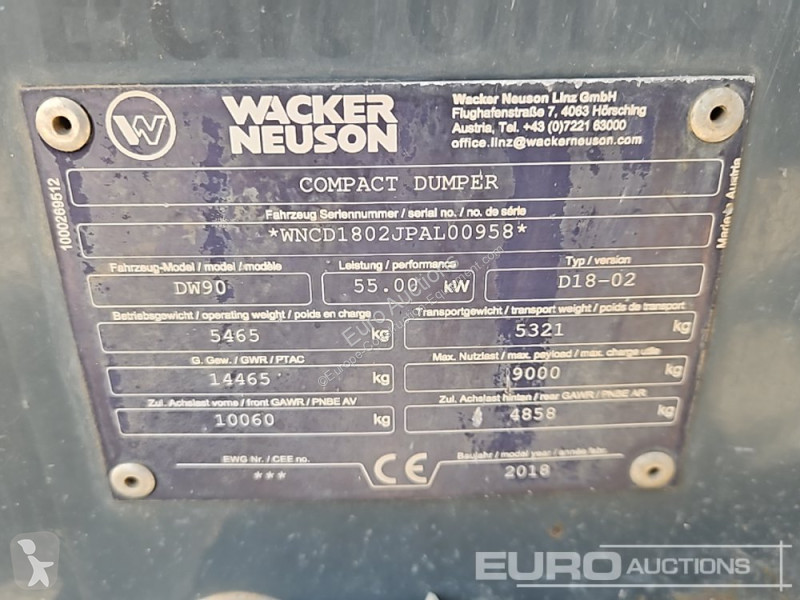 WACKER
NEUSON
Wacker Neuson Linz GmbH
Flughafenstraße 7, 4063 Hörsching
Austria, Tel. +43 (0)7221 63000
office.linz@wackerneuson.com
COMPACT DUMPER
Fahrzeug Seriennummer / serial no. / no. de série
*WNCD1802JPAL00958*
Fahrzeug-Model / model / modèle
DW90
Leistung / performance
55.00 kW
Typ / version
D18-02
Betriebsgewicht / operating weight / poids en charge
5465 kg
Transportgewicht / transport weight / poids de transport
5321 kg
G. Gew. / GWR / PTAC
14465 kg
Max. Nutzlast / max. payload / max. charge utile
9000 kg
Zul. Achslast vorne / front GAWR / PNBE AV
10060 kg
Zul. Achslast hinten / rear GAWR / PNBE AR
4858 kg
EWG Nr. / CEE no.
***
CE
Baujahr / model year / année fabr.
2018
1000269512
Made in Austria
Euro Auctions
EURO AUCTIONS